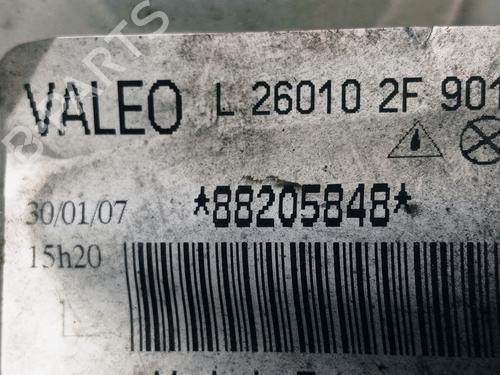 VALEO L 26010 2F 901
*88205848*
30/01/07
15h20